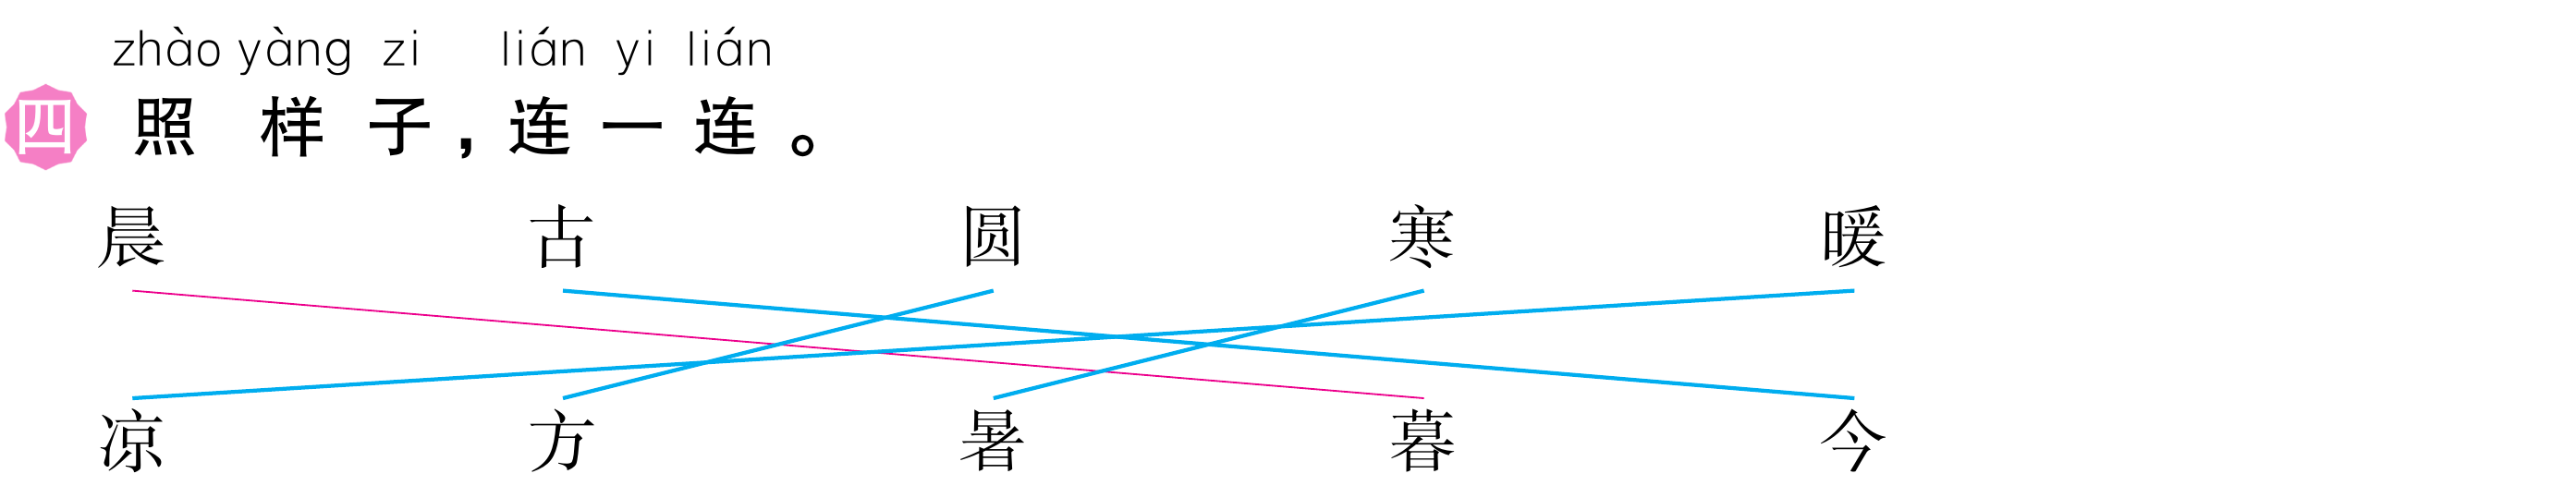 zhào yàng zi lián yi lián
四 照样子，连一连。
晨 古 圆 寒 暖
凉 方 暑 暮 今